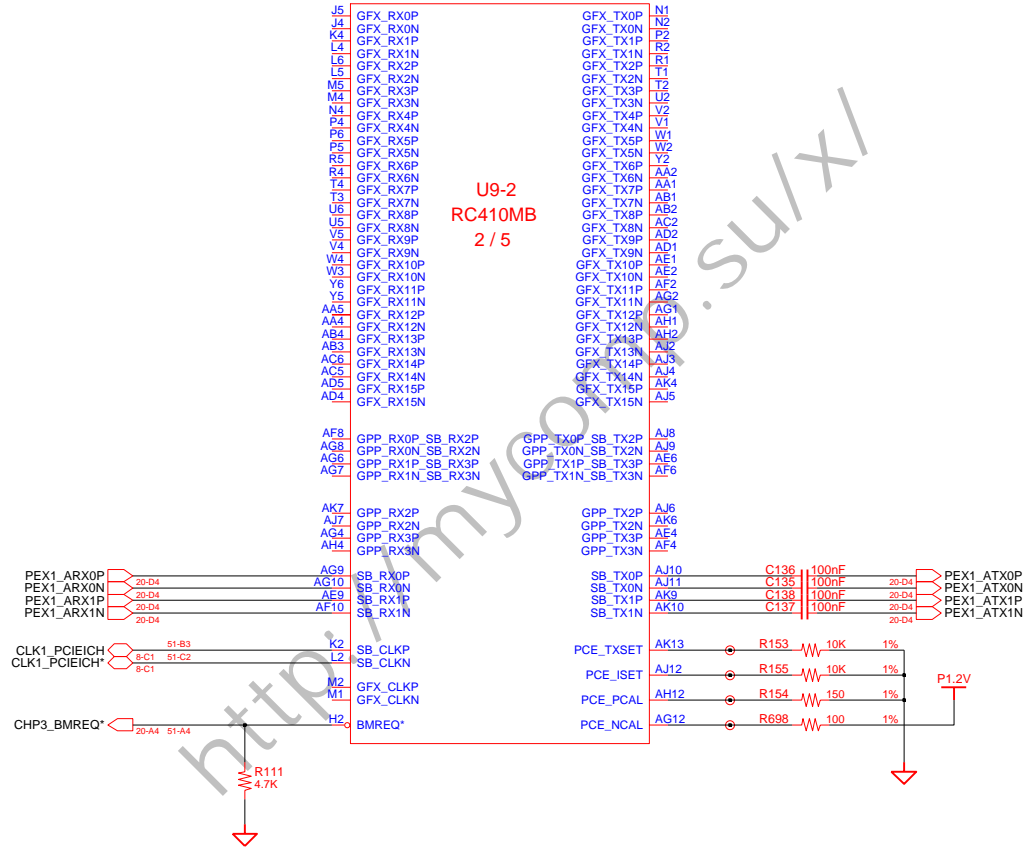 J5 GFX_RX0P GFX_TX0P N1
J4 GFX_RX0N GFX_TX0N N2
K4 GFX_RX1P GFX_TX1P P2
L4 GFX_RX1N GFX_TX1N R2
L6 GFX_RX2P GFX_TX2P R1
L5 GFX_RX2N GFX_TX2N T1
M5 GFX_RX3P GFX_TX3P T2
M4 GFX_RX3N GFX_TX3N U2
N4 GFX_RX4P GFX_TX4P V2
P4 GFX_RX4N GFX_TX4N V1
P6 GFX_RX5P GFX_TX5P W1
P5 GFX_RX5N GFX_TX5N W2
R5 GFX_RX6P GFX_TX6P Y2
R4 GFX_RX6N GFX_TX6N AA2
T4 GFX_RX7P GFX_TX7P AA1
T3 GFX_RX7N GFX_TX7N AB1
U6 GFX_RX8P GFX_TX8P AB2
U5 GFX_RX8N GFX_TX8N AC2
V5 GFX_RX9P GFX_TX9P AD2
V4 GFX_RX9N GFX_TX9N AD1
W4 GFX_RX10P GFX_TX10P AE1
W3 GFX_RX10N GFX_TX10N AE2
Y6 GFX_RX11P GFX_TX11P AF2
Y5 GFX_RX11N GFX_TX11N AG2
AA5 GFX_RX12P GFX_TX12P AG1
AA4 GFX_RX12N GFX_TX12N AH1
AB4 GFX_RX13P GFX_TX13P AH2
AB3 GFX_RX13N GFX_TX13N AJ2
AC6 GFX_RX14P GFX_TX14P AJ3
AC5 GFX_RX14N GFX_TX14N AJ4
AD5 GFX_RX15P GFX_TX15P AK4
AD4 GFX_RX15N GFX_TX15N AJ5
U9-2
RC410MB
2 / 5
AF8 GPP_RX0P_SB_RX2P GPP_TX0P_SB_TX2P AJ8
AG8 GPP_RX0N_SB_RX2N GPP_TX0N_SB_TX2N AJ9
AG6 GPP_RX1P_SB_RX3P GPP_TX1P_SB_TX3P AE6
AG7 GPP_RX1N_SB_RX3N GPP_TX1N_SB_TX3N AF6
AK7 GPP_RX2P GPP_TX2P AJ6
AJ7 GPP_RX2N GPP_TX2N AK6
AG4 GPP_RX3P GPP_TX3P AE4
AH4 GPP_RX3N GPP_TX3N AF4
PEX1_ARX0P 20-D4 AG9 SB_RX0P SB_TX0P AJ10 C136 100nF 20-D4 PEX1_ATX0P
PEX1_ARX0N 20-D4 AG10 SB_RX0N SB_TX0N AJ11 C135 100nF 20-D4 PEX1_ATX0N
PEX1_ARX1P 20-D4 AE9 SB_RX1P SB_TX1P AK9 C138 100nF 20-D4 PEX1_ATX1P
PEX1_ARX1N 20-D4 AF10 SB_RX1N SB_TX1N AK10 C137 100nF 20-D4 PEX1_ATX1N
CLK1_PCIEICH 8-C1 51-B3 K2 SB_CLKP PCE_TXSET AK13 R153 10K 1%
CLK1_PCIEICH* 8-C1 51-C2 L2 SB_CLKN PCE_ISET AJ12 R155 10K 1%
M2 GFX_CLKP PCE_PCAL AH12 R154 150 1%
M1 GFX_CLKN
P1.2V
CHP3_BMREQ* 20-A4 51-A4 H2 BMREQ* PCE_NCAL AG12 R698 100 1%
R111
4.7K
http://mycomp.su/x/